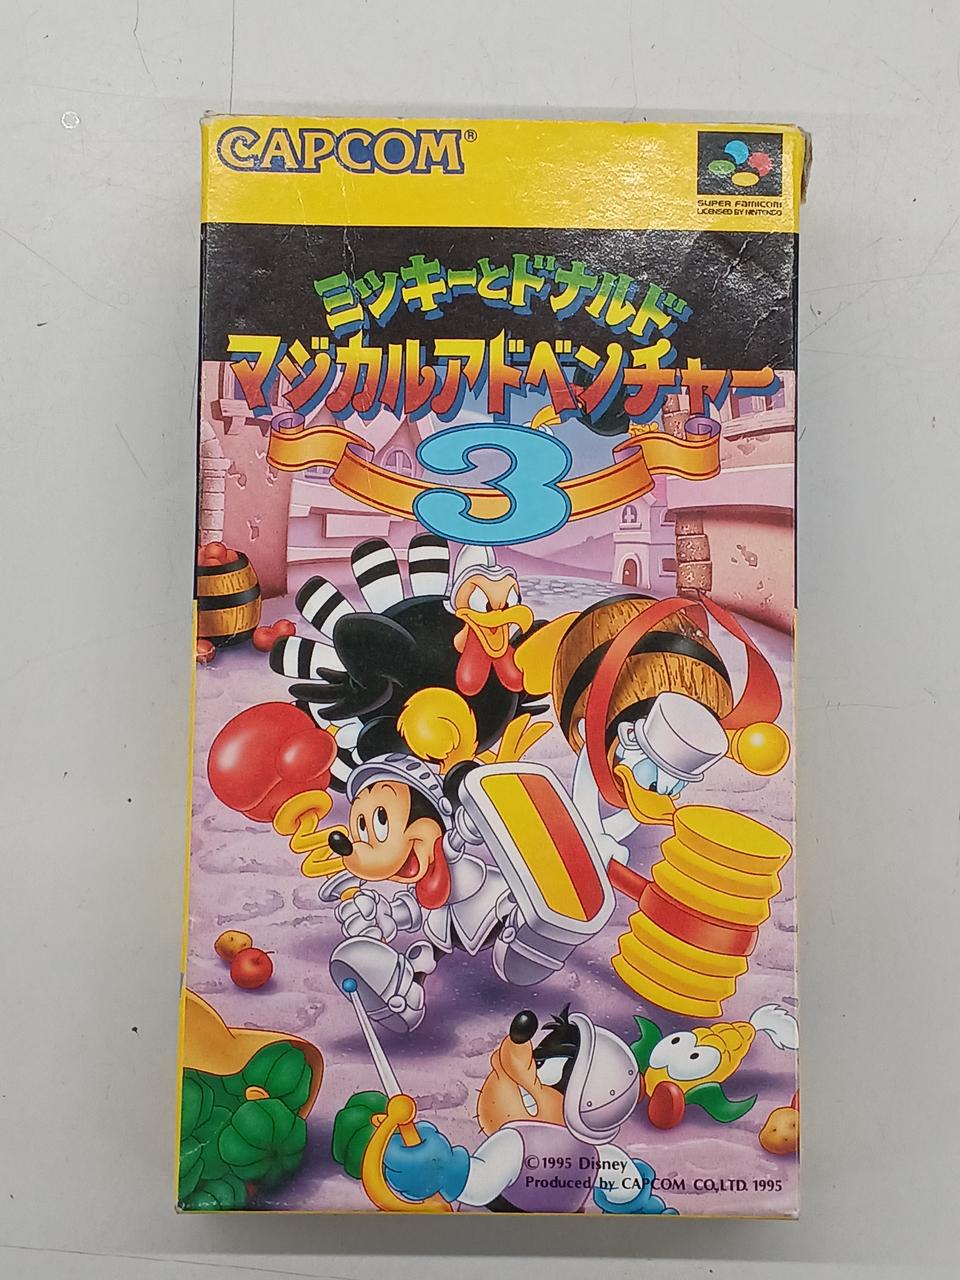 CAPCOM®
SUPER FAMICOM
LICENSED BY NINTENDO
ミッキーとドナルド
マジカルアドベンチャー
3
©1995 Disney
Produced by CAPCOM CO.,LTD. 1995